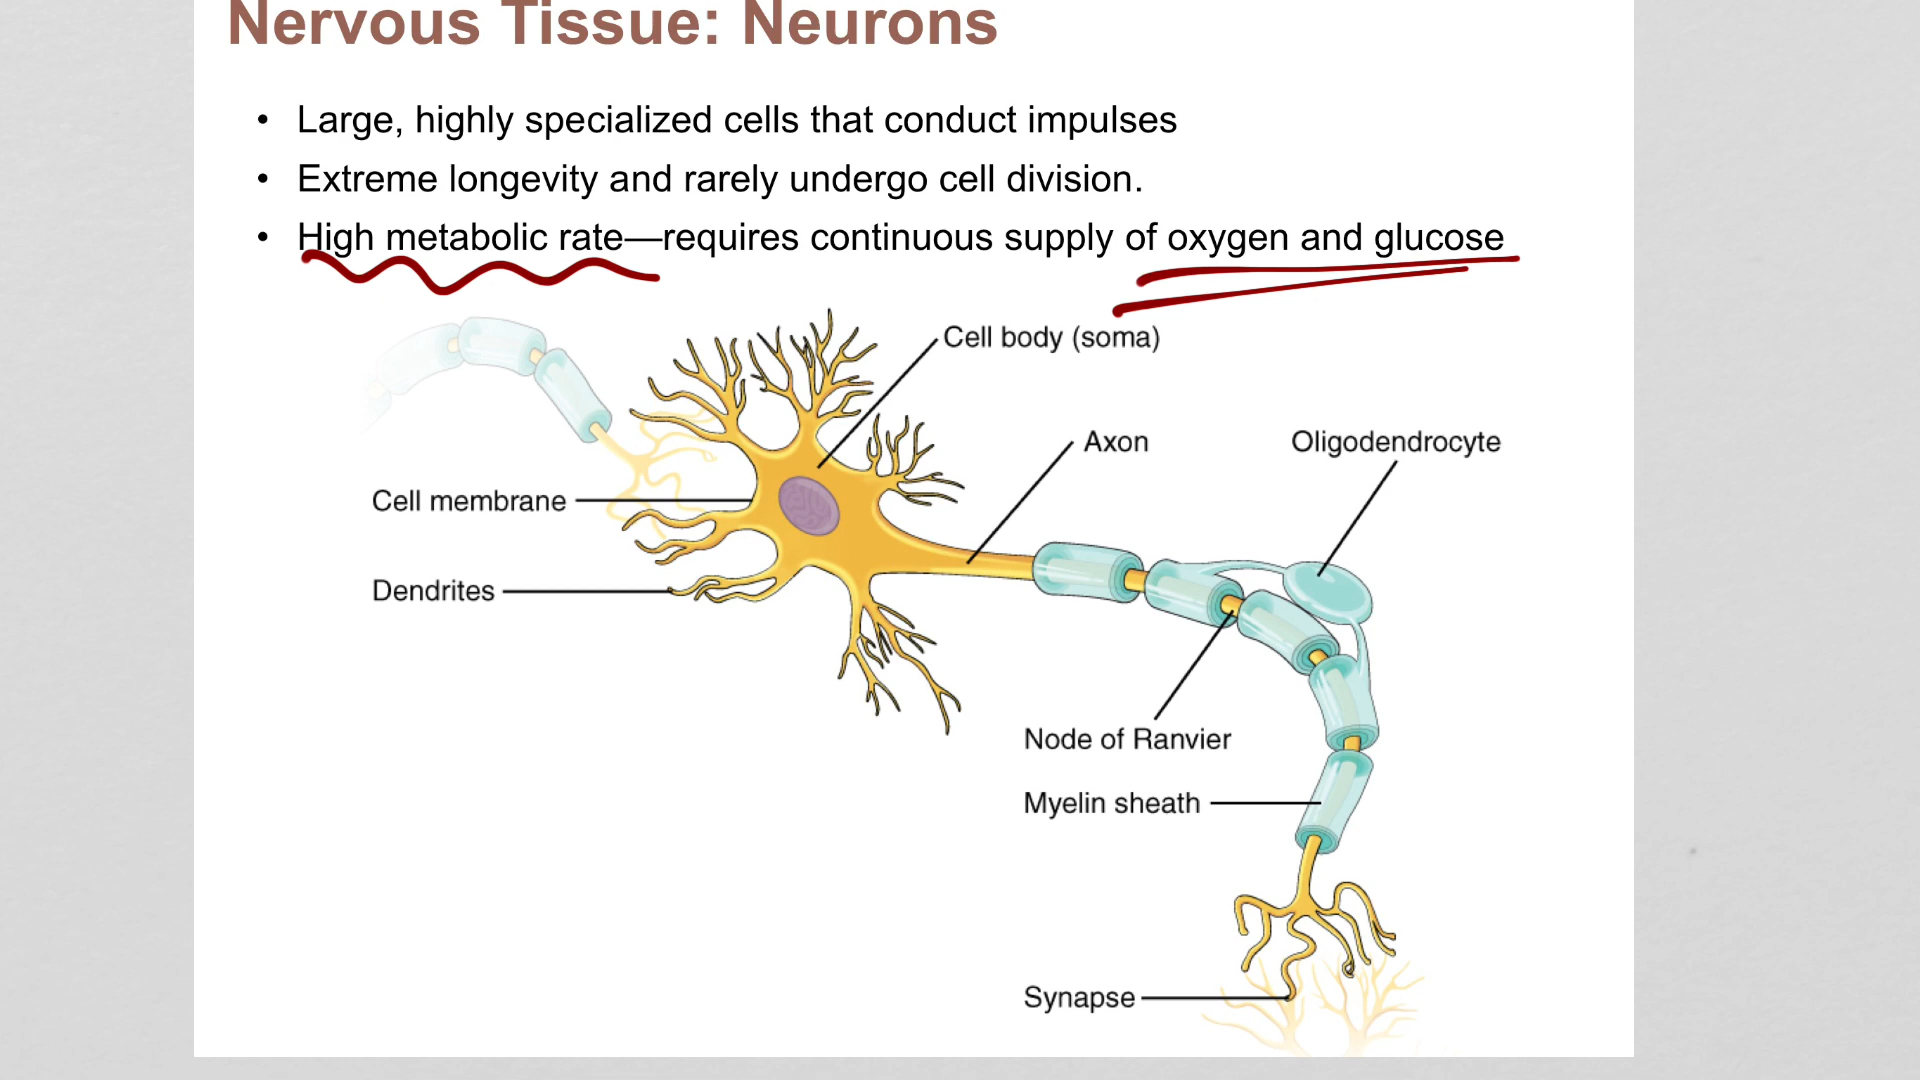 Nervous Tissue: Neurons
• Large, highly specialized cells that conduct impulses
• Extreme longevity and rarely undergo cell division.
• High metabolic rate—requires continuous supply of oxygen and glucose
Cell body (soma)
Axon
Oligodendrocyte
Cell membrane
Dendrites
Node of Ranvier
Myelin sheath
Synapse